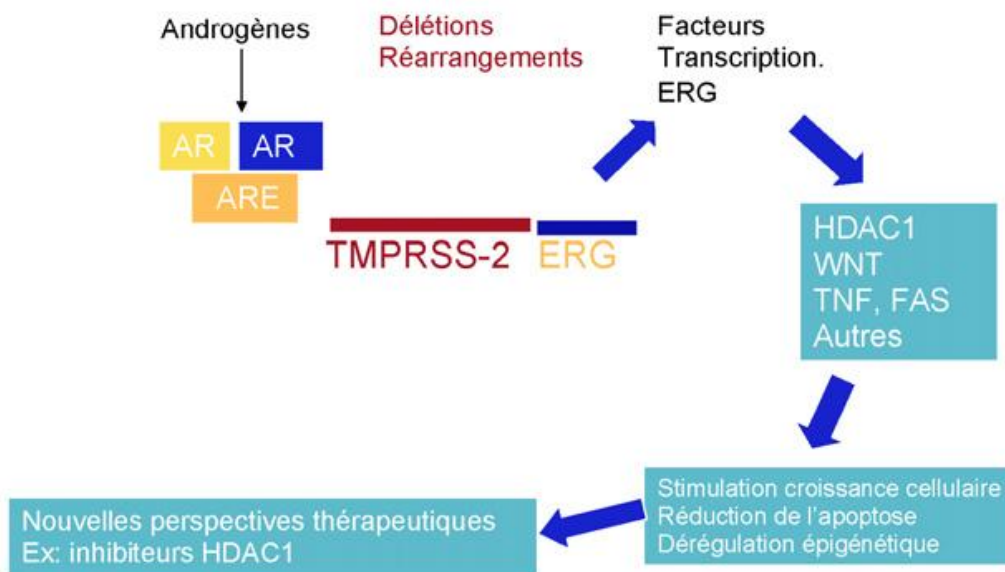 Androgènes
Délétions
Réarrangements
Facteurs
Transcription.
ERG
AR
AR
ARE
TMPRSS-2
ERG
HDAC1
WNT
TNF, FAS
Autres
Stimulation croissance cellulaire
Réduction de l'apoptose
Dérégulation épigénétique
Nouvelles perspectives thérapeutiques
Ex: inhibiteurs HDAC1